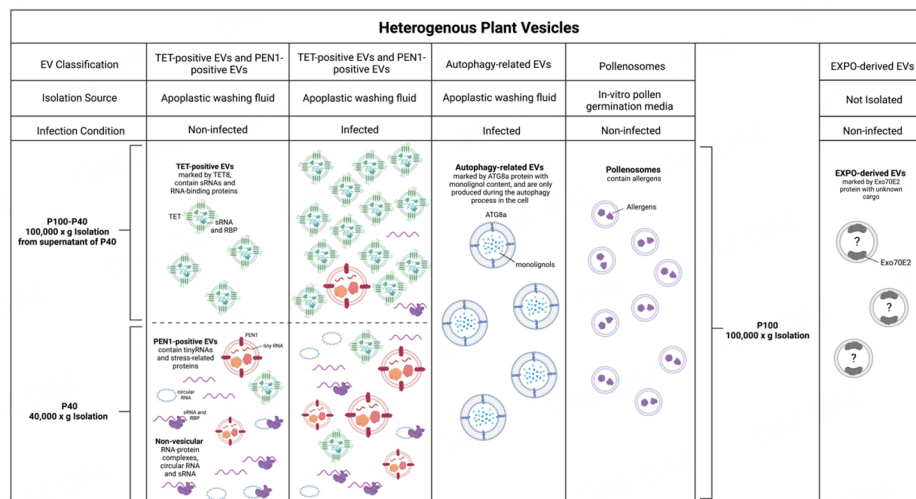 Heterogenous Plant Vesicles
EV Classification
TET-positive EVs and PEN1-
positive EVs
TET-positive EVs and PEN1-
positive EVs
Autophagy-related EVs
Pollenosomes
EXPO-derived EVs
Isolation Source
Apoplastic washing fluid
Apoplastic washing fluid
Apoplastic washing fluid
In-vitro pollen
germination media
Not Isolated
Infection Condition
Non-infected
Infected
Infected
Non-infected
Non-infected
P100-P40
100,000 x g Isolation
from supernatant of P40
TET-positive EVs
marked by TET8,
contain sRNAs and
RNA-binding proteins
TET
sRNA
and RBP
Autophagy-related EVs
marked by ATG8a protein with
monolignol content, and are only
produced during the autophagy
process in the cell
ATG8a
monolignols
Pollenosomes
contain allergens
Allergens
EXPO-derived EVs
marked by Exo70E2
protein with unknown
cargo
?
Exo70E2
?
?
P100
100,000 x g Isolation
P40
40,000 x g Isolation
PEN1-positive EVs
contain tinyRNAs
and stress-related
proteins
PEN1
tiny RNA
circular
RNA
sRNA and
RBP
Non-vesicular
RNA-protein
complexes,
circular RNA
and sRNA